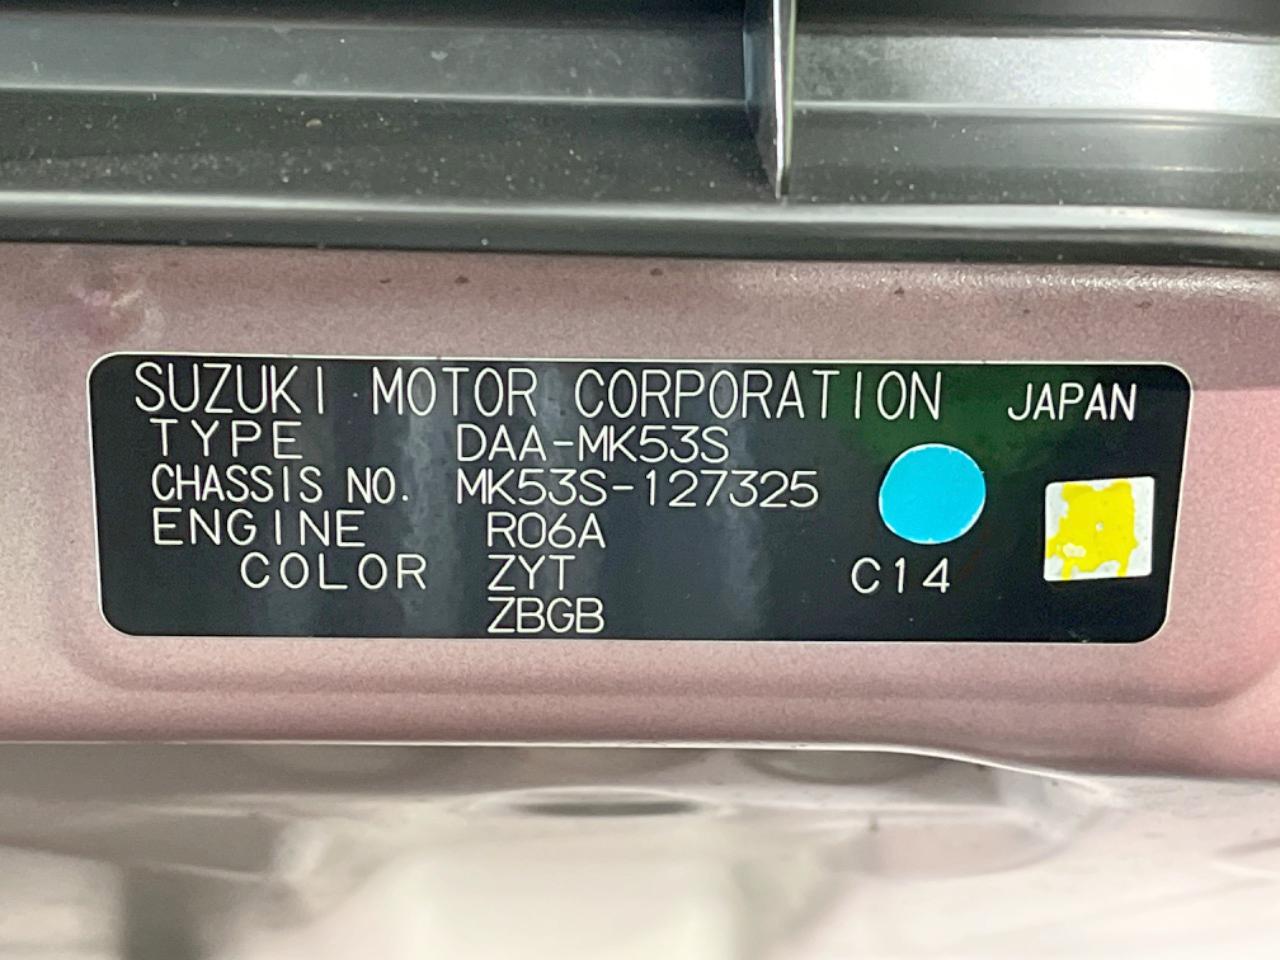 SUZUKI MOTOR CORPORATION JAPAN
TYPE DAA-MK53S
CHASSIS NO. MK53S-127325
ENGINE R06A
COLOR ZYT C14
ZBGB